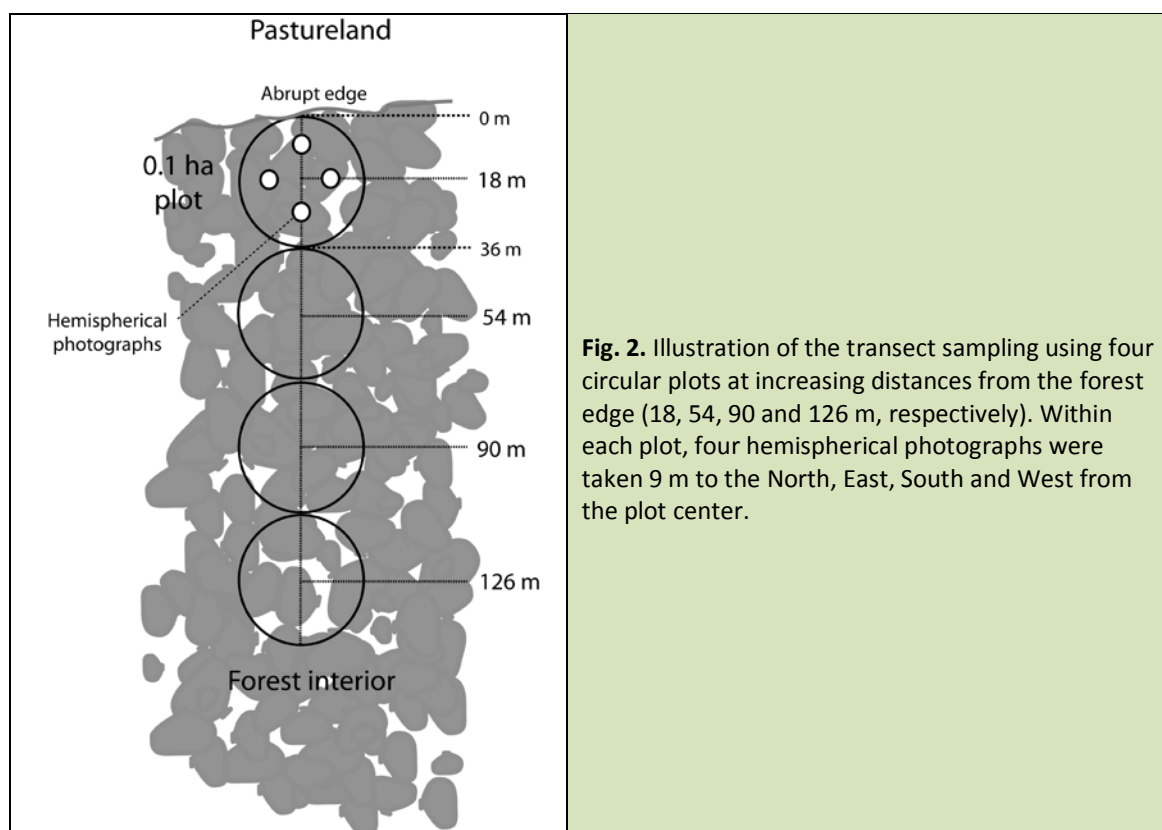 Pastureland
Abrupt edge
0 m
0.1 ha
plot
18 m
36 m
Hemispherical
photographs
54 m
90 m
126 m
Forest interior
Fig. 2. Illustration of the transect sampling using four
circular plots at increasing distances from the forest
edge (18, 54, 90 and 126 m, respectively). Within
each plot, four hemispherical photographs were
taken 9 m to the North, East, South and West from
the plot center.